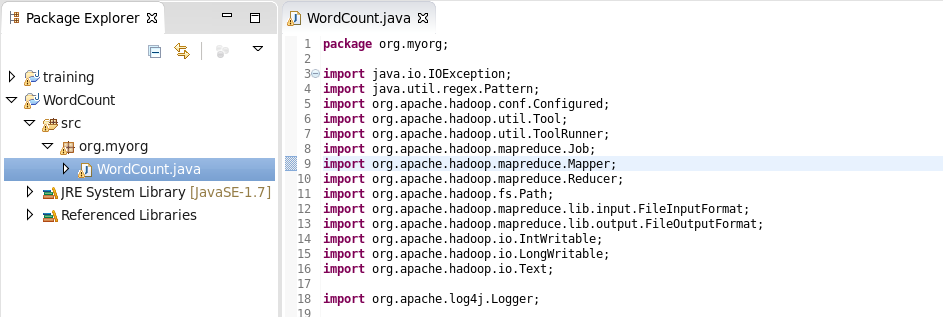 Package Explorer
training
WordCount
src
org.myorg
WordCount.java
JRE System Library [JavaSE-1.7]
Referenced Libraries
WordCount.java
1 package org.myorg;
2
3 import java.io.IOException;
4 import java.util.regex.Pattern;
5 import org.apache.hadoop.conf.Configured;
6 import org.apache.hadoop.util.Tool;
7 import org.apache.hadoop.util.ToolRunner;
8 import org.apache.hadoop.mapreduce.Job;
9 import org.apache.hadoop.mapreduce.Mapper;
10 import org.apache.hadoop.mapreduce.Reducer;
11 import org.apache.hadoop.fs.Path;
12 import org.apache.hadoop.mapreduce.lib.input.FileInputFormat;
13 import org.apache.hadoop.mapreduce.lib.output.FileOutputFormat;
14 import org.apache.hadoop.io.IntWritable;
15 import org.apache.hadoop.io.LongWritable;
16 import org.apache.hadoop.io.Text;
17
18 import org.apache.log4j.Logger;
19